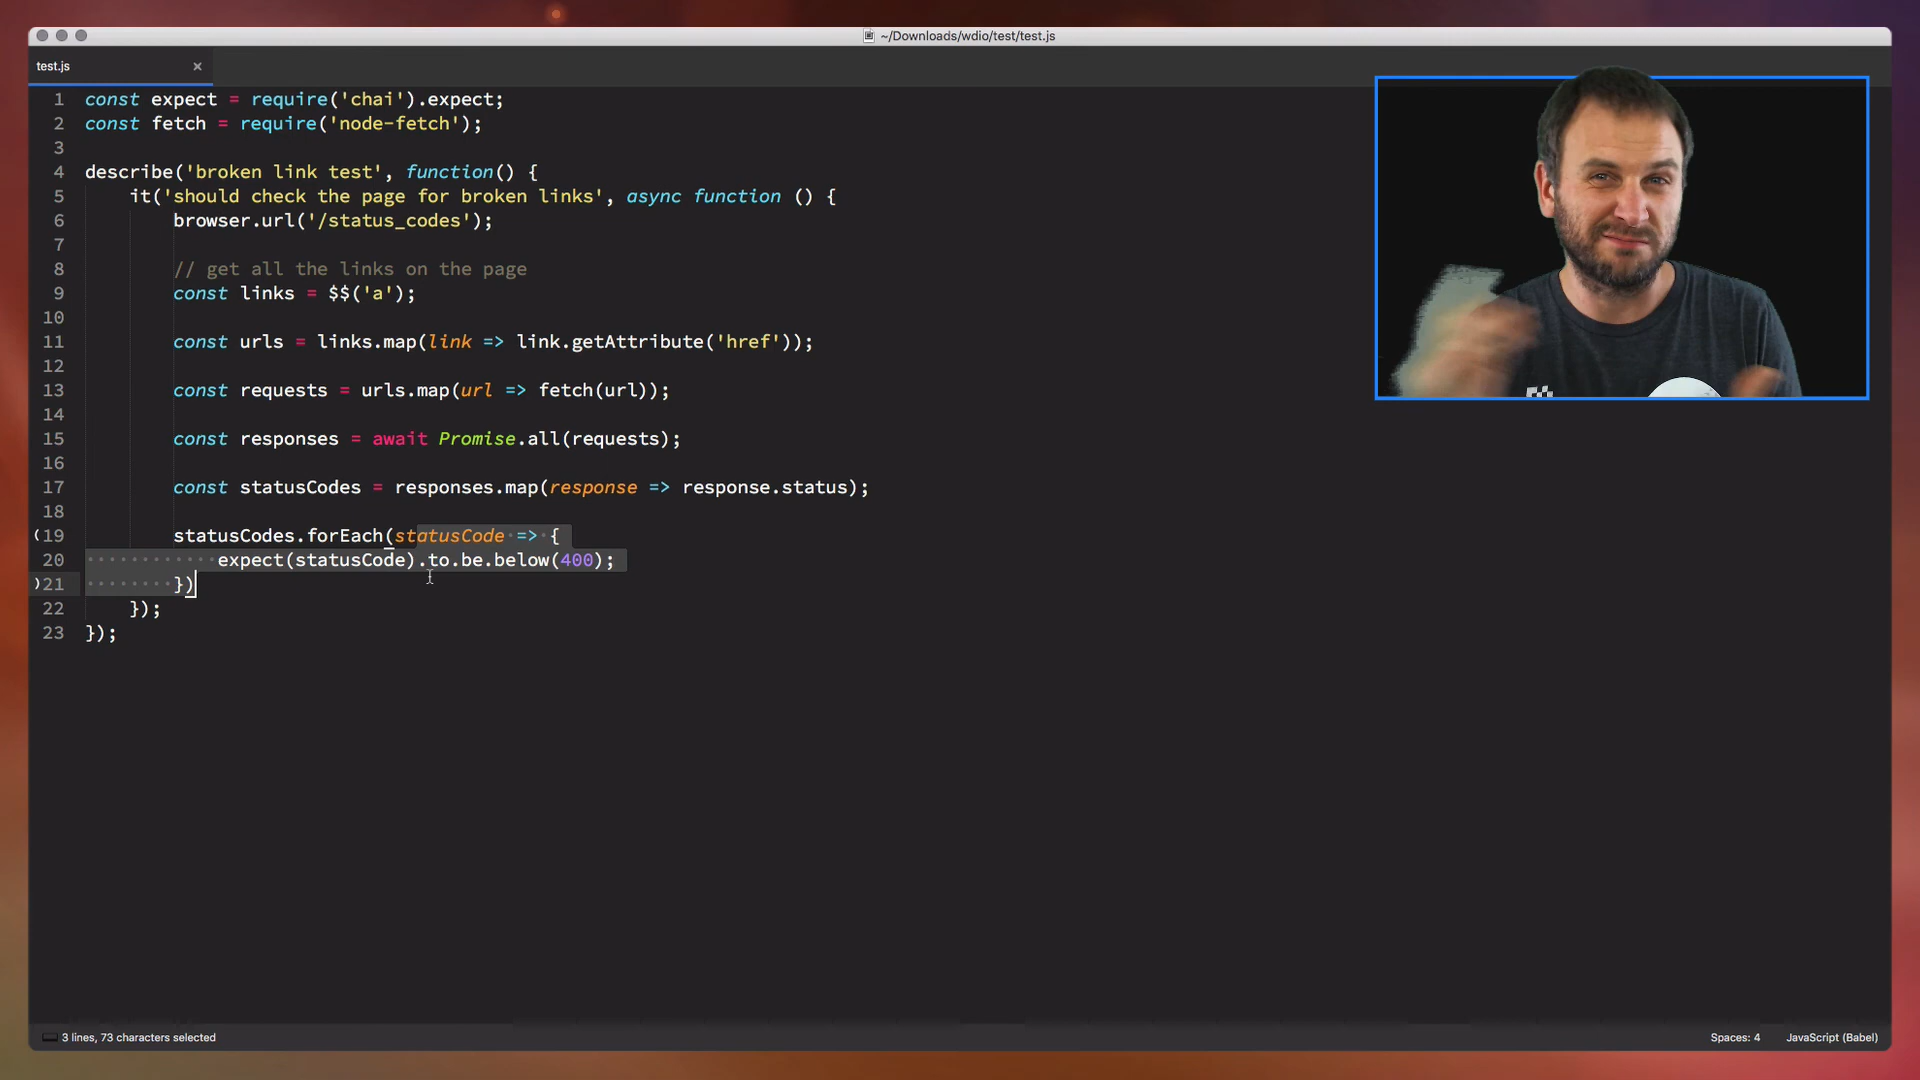 ~/Downloads/wdio/test/test.js
test.js ×
1 const expect = require('chai').expect;
2 const fetch = require('node-fetch');
3
4 describe('broken link test', function() {
5 it('should check the page for broken links', async function () {
6 browser.url('/status_codes');
7
8 // get all the links on the page
9 const links = $$('a');
10
11 const urls = links.map(link => link.getAttribute('href'));
12
13 const requests = urls.map(url => fetch(url));
14
15 const responses = await Promise.all(requests);
16
17 const statusCodes = responses.map(response => response.status);
18
19 statusCodes.forEach(statusCode => {
20 expect(statusCode).to.be.below(400);
21 })
22 });
23 });
3 lines, 73 characters selected
Spaces: 4 JavaScript (Babel)